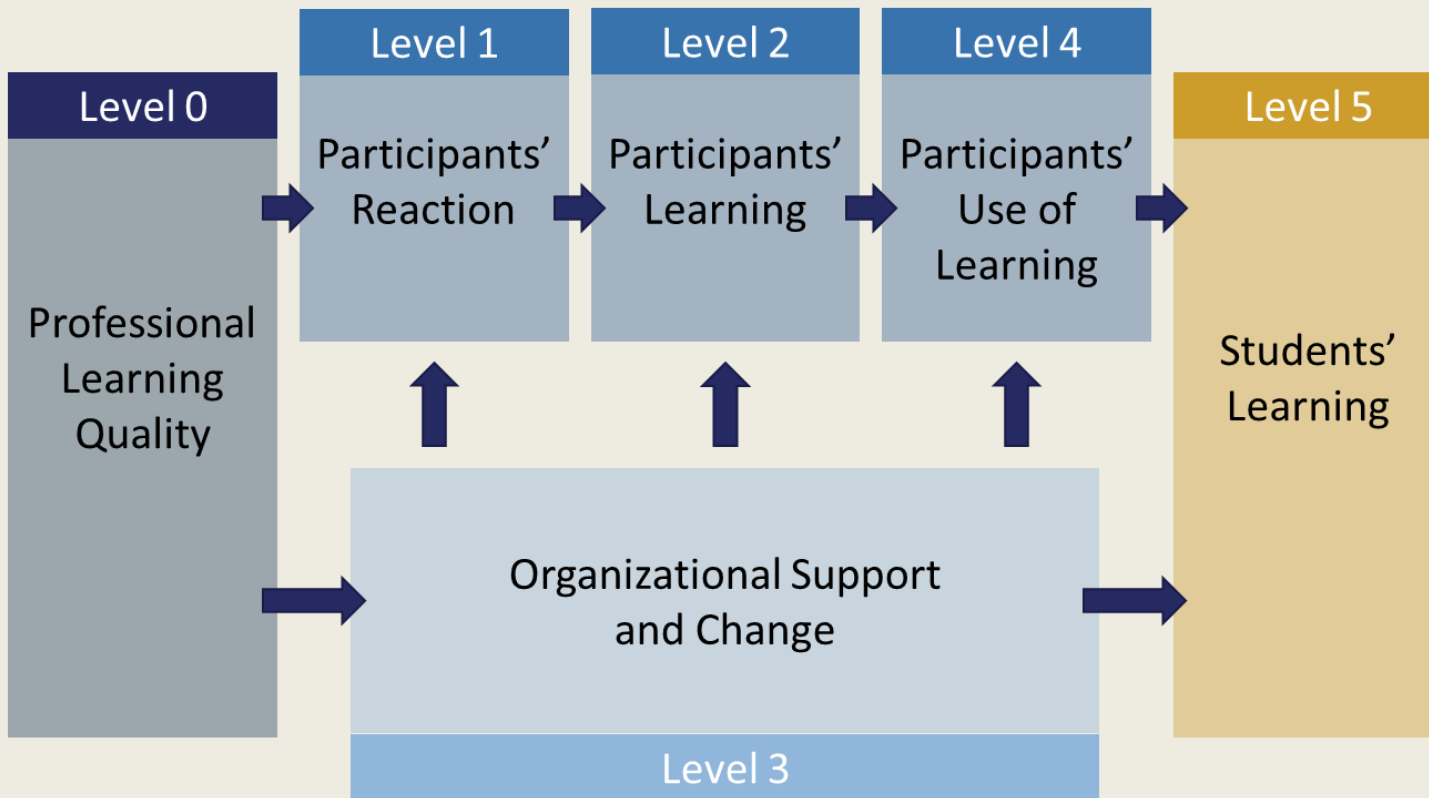 Level 0
Professional
Learning
Quality
Level 1
Participants’
Reaction
Level 2
Participants’
Learning
Level 4
Participants’
Use of
Learning
Organizational Support
and Change
Level 3
Level 5
Students’
Learning